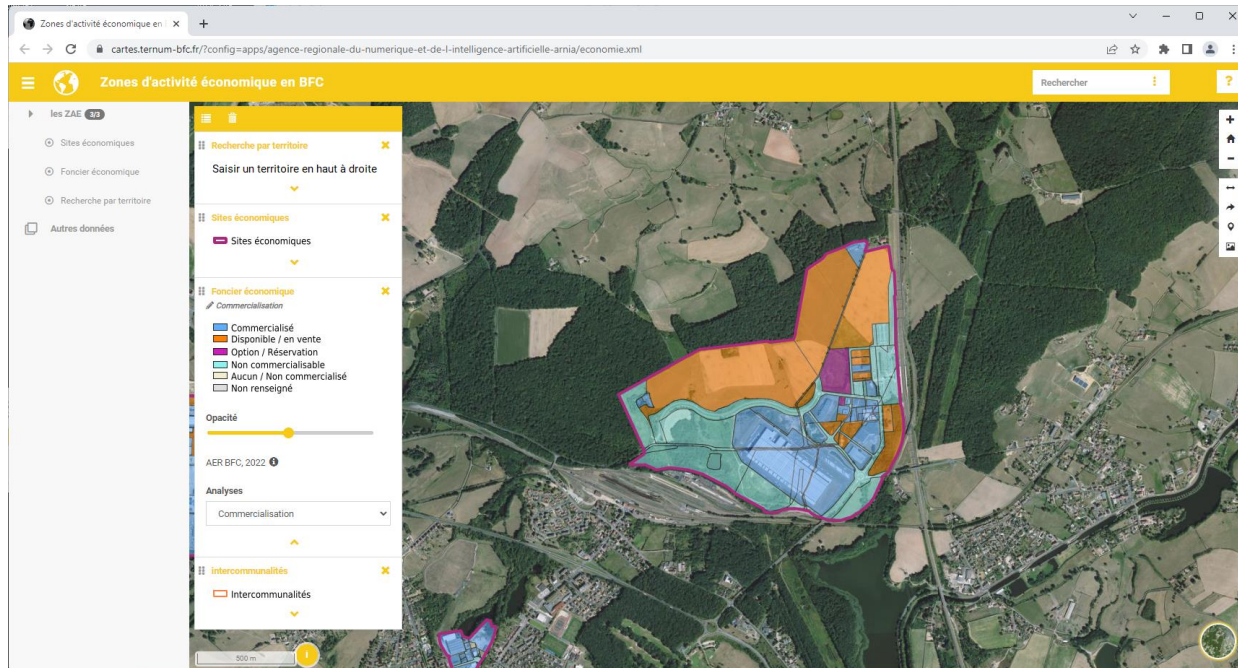 Zones d'activité économique en
cartes.ternum-bfc.fr/?config=apps/agence-regionale-du-numerique-et-de-l-intelligence-artificielle-arnia/economie.xml
Zones d'activité économique en BFC
Rechercher
?
les ZAE 3/3
Sites économiques
Foncier économique
Recherche par territoire
Autres données
Recherche par territoire
Saisir un territoire en haut à droite
Sites économiques
Sites économiques
Foncier économique
Commercialisation
Commercialisé
Disponible / en vente
Option / Réservation
Non commercialisable
Aucun / Non commercialisé
Non renseigné
Opacité
AER BFC, 2022
Analyses
Commercialisation
intercommunalités
Intercommunalités
500 m